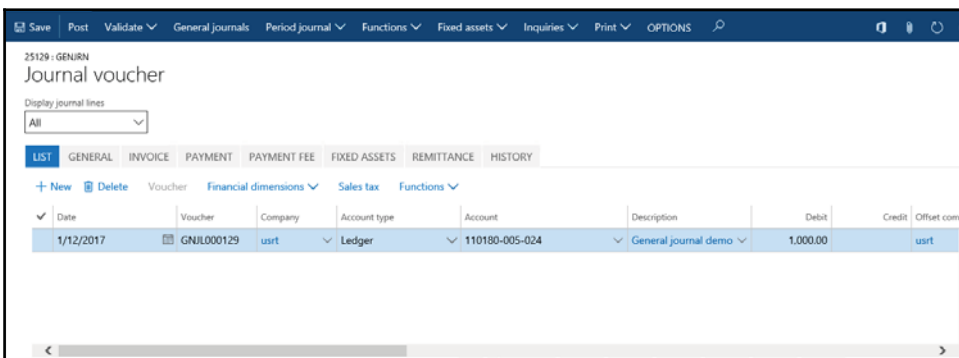 Save Post Validate General journals Period journal Functions Fixed assets Inquiries Print OPTIONS
25129 : GENJRN
Journal voucher
Display journal lines
All
LIST GENERAL INVOICE PAYMENT PAYMENT FEE FIXED ASSETS REMITTANCE HISTORY
+ New Delete Voucher Financial dimensions Sales tax Functions
Date Voucher Company Account type Account Description Debit Credit Offset com
1/12/2017 GNJL000129 usrt Ledger 110180-005-024 General journal demo 1,000.00 usrt